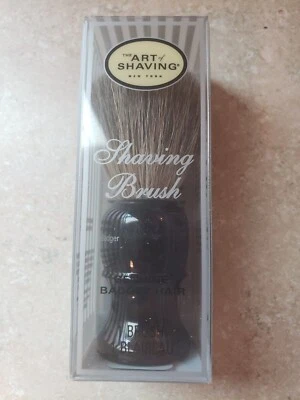 THE
ART of
SHAVING®
NEW YORK
Shaving
Brush
BADGER HAIR